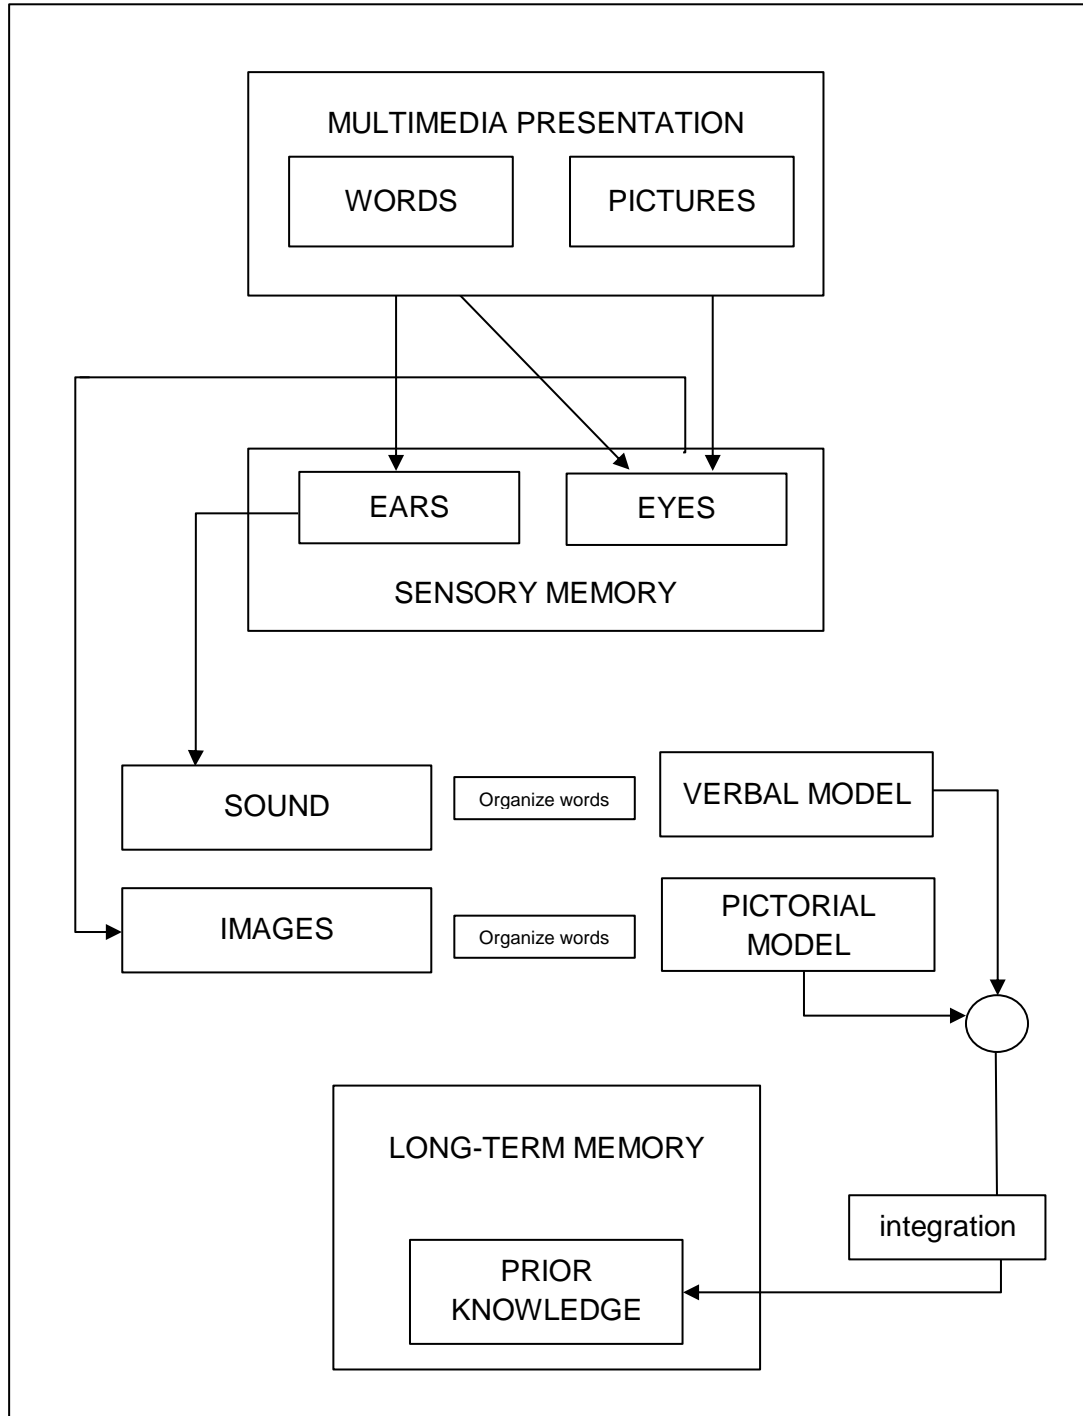 MULTIMEDIA PRESENTATION
WORDS
PICTURES
EARS
EYES
SENSORY MEMORY
SOUND
Organize words
VERBAL MODEL
IMAGES
Organize words
PICTORIAL
MODEL
LONG-TERM MEMORY
integration
PRIOR
KNOWLEDGE